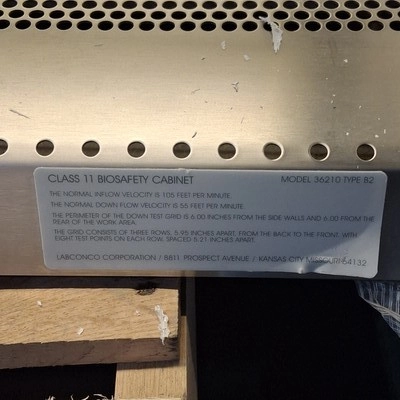 CLASS 11 BIOSAFETY CABINET MODEL 36210 TYPE B2
THE NORMAL INFLOW VELOCITY IS 105 FEET PER MINUTE.
THE NORMAL DOWN FLOW VELOCITY IS 55 FEET PER MINUTE.
THE PERIMETER OF THE DOWN TEST GRID IS 6.00 INCHES FROM THE SIDE WALLS AND 6.00 FROM THE
REAR OF THE WORK AREA.
THE GRID CONSISTS OF THREE ROWS, 5.95 INCHES APART, FROM THE BACK TO THE FRONT, WITH
EIGHT TEST POINTS ON EACH ROW, SPACED 5.21 INCHES APART.
LABCONCO CORPORATION / 8811 PROSPECT AVENUE / KANSAS CITY MISSOURI 64132